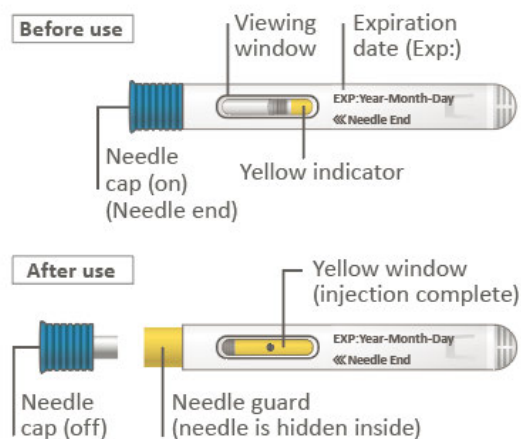 Before use
Viewing
window
Expiration
date (Exp:)
EXP:Year-Month-Day
⋘Needle End
Needle
cap (on)
(Needle end)
Yellow indicator
After use
Yellow window
(injection complete)
EXP:Year-Month-Day
⋘Needle End
Needle
cap (off)
Needle guard
(needle is hidden inside)